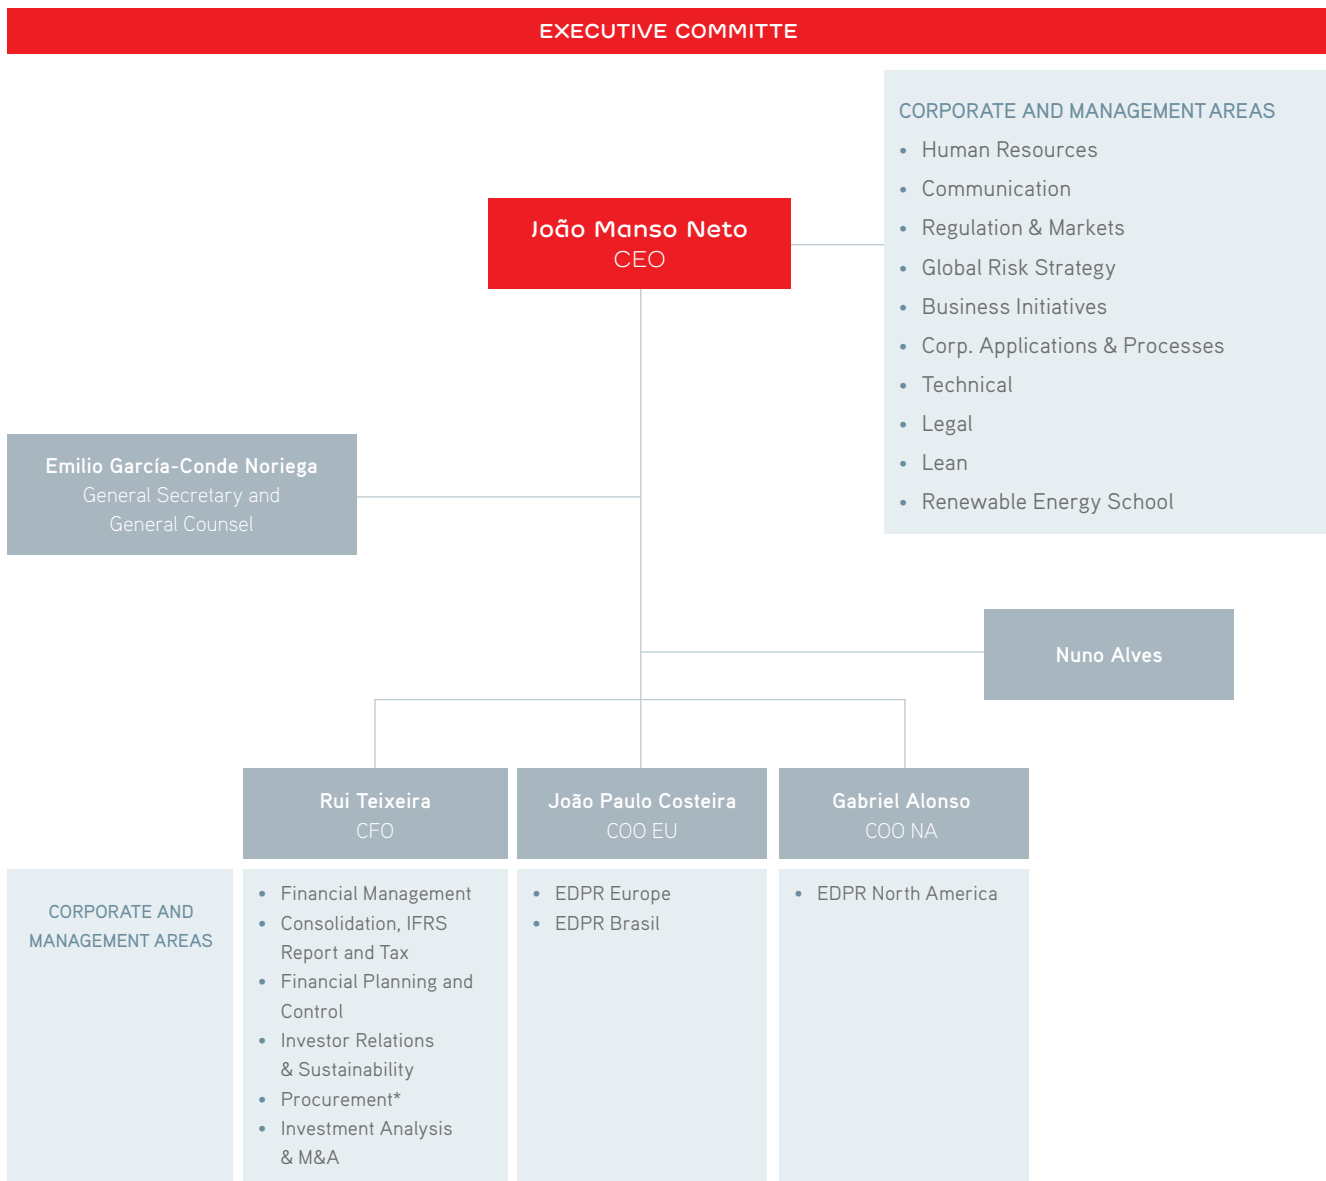 EXECUTIVE COMMITTE
CORPORATE AND MANAGEMENT AREAS
• Human Resources
• Communication
• Regulation & Markets
• Global Risk Strategy
• Business Initiatives
• Corp. Applications & Processes
• Technical
• Legal
• Lean
• Renewable Energy School
João Manso Neto
CEO
Emilio García-Conde Noriega
General Secretary and
General Counsel
Nuno Alves
Rui Teixeira
CFO
João Paulo Costeira
COO EU
Gabriel Alonso
COO NA
CORPORATE AND
MANAGEMENT AREAS
• Financial Management
• Consolidation, IFRS
Report and Tax
• Financial Planning and
Control
• Investor Relations
& Sustainability
• Procurement*
• Investment Analysis
& M&A
• EDPR Europe
• EDPR Brasil
• EDPR North America